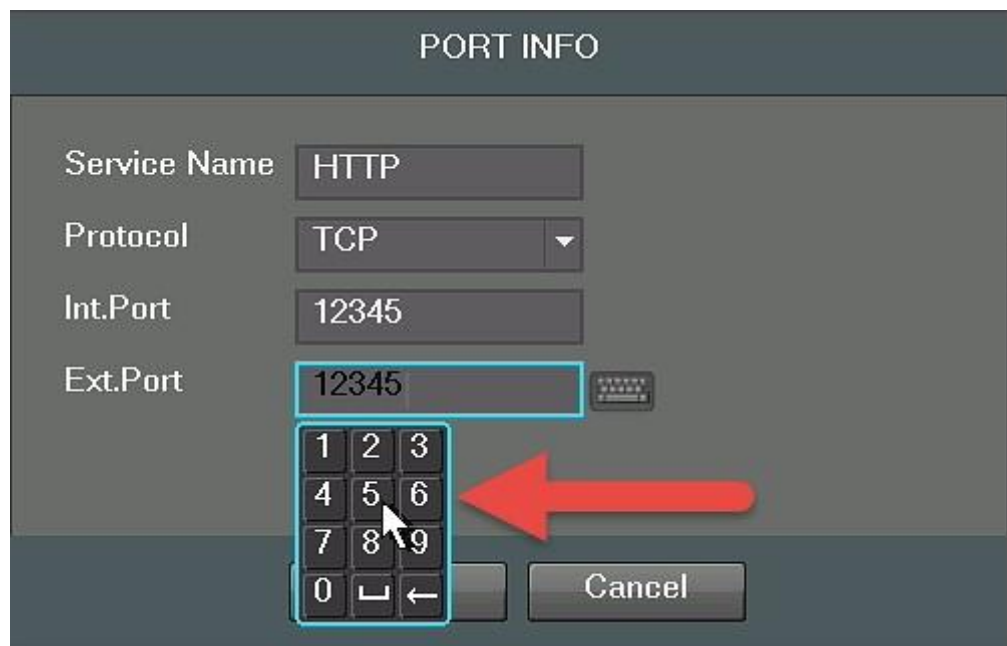 PORT INFO
Service Name HTTP
Protocol TCP
Int.Port 12345
Ext.Port 12345
1 2 3
4 5 6
7 8 9
0 ←
Cancel